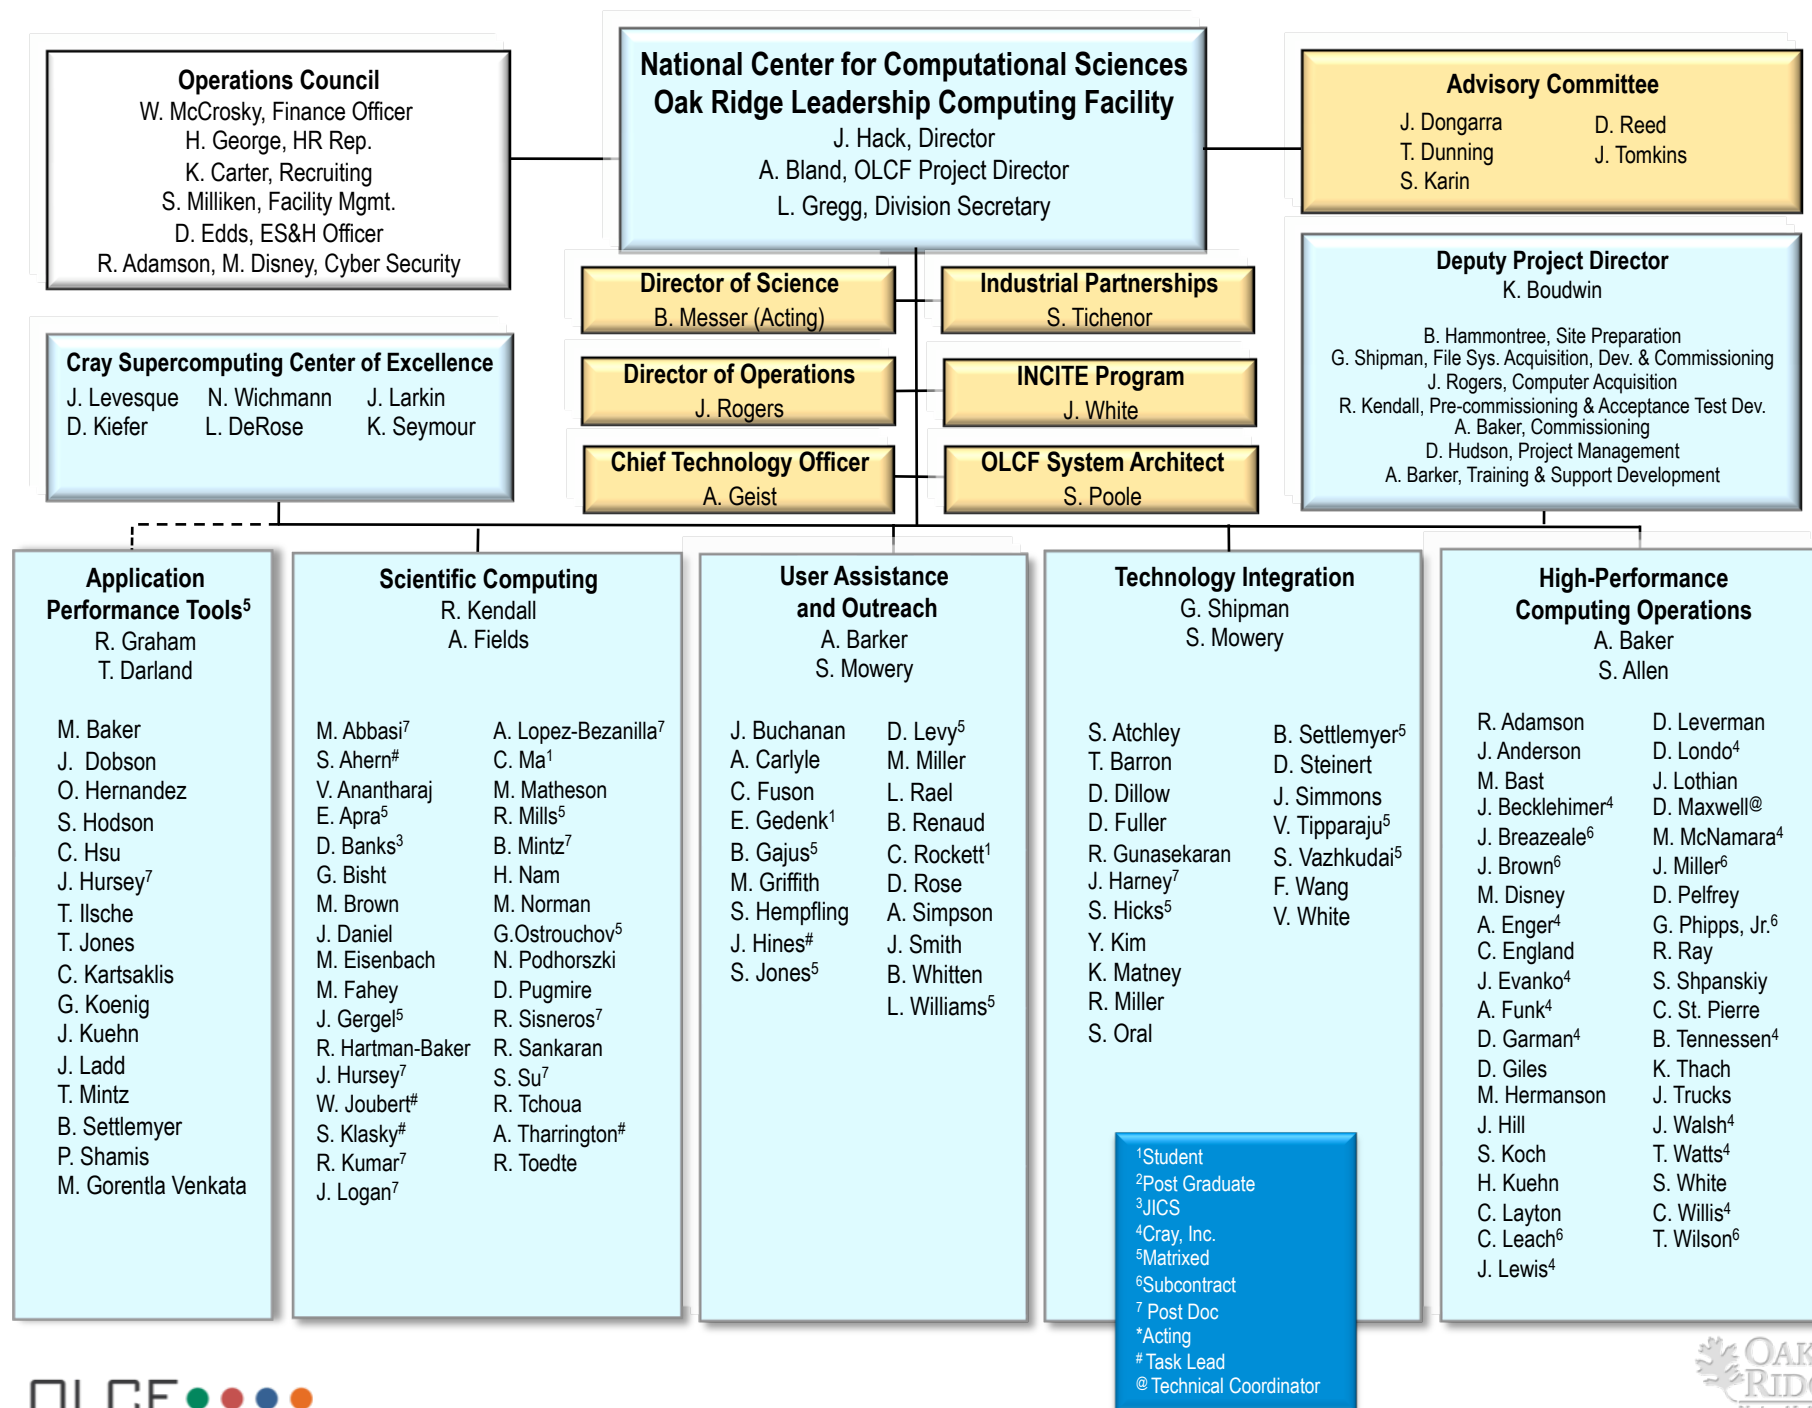 Operations Council
W. McCrosky, Finance Officer
H. George, HR Rep.
K. Carter, Recruiting
S. Milliken, Facility Mgmt.
D. Edds, ES&H Officer
R. Adamson, M. Disney, Cyber Security
National Center for Computational Sciences
Oak Ridge Leadership Computing Facility
J. Hack, Director
A. Bland, OLCF Project Director
L. Gregg, Division Secretary
Advisory Committee
J. Dongarra D. Reed
T. Dunning J. Tomkins
S. Karin
Deputy Project Director
K. Boudwin
B. Hammontree, Site Preparation
G. Shipman, File Sys. Acquisition, Dev. & Commissioning
J. Rogers, Computer Acquisition
R. Kendall, Pre-commissioning & Acceptance Test Dev.
A. Baker, Commissioning
D. Hudson, Project Management
A. Barker, Training & Support Development
Director of Science
B. Messer (Acting)
Industrial Partnerships
S. Tichenor
Director of Operations
J. Rogers
INCITE Program
J. White
Chief Technology Officer
A. Geist
OLCF System Architect
S. Poole
Cray Supercomputing Center of Excellence
J. Levesque N. Wichmann J. Larkin
D. Kiefer L. DeRose K. Seymour
Application
Performance Tools⁵
R. Graham
T. Darland
M. Baker
J. Dobson
O. Hernandez
S. Hodson
C. Hsu
J. Hursey⁷
T. Ilsche
T. Jones
C. Kartsaklis
G. Koenig
J. Kuehn
J. Ladd
T. Mintz
B. Settlemyer
P. Shamis
M. Gorentla Venkata
Scientific Computing
R. Kendall
A. Fields
M. Abbasi⁷
S. Ahern#
V. Anantharaj
E. Apra⁵
D. Banks³
G. Bisht
M. Brown
J. Daniel
M. Eisenbach
M. Fahey
J. Gergel⁵
R. Hartman-Baker
J. Hursey⁷
W. Joubert#
S. Klasky#
R. Kumar⁷
J. Logan⁷
A. Lopez-Bezanilla⁷
C. Ma¹
M. Matheson
R. Mills⁵
B. Mintz⁷
H. Nam
M. Norman
G.Ostrouchov⁵
N. Podhorszki
D. Pugmire
R. Sisneros⁷
R. Sankaran
S. Su⁷
R. Tchoua
A. Tharrington#
R. Toedte
User Assistance
and Outreach
A. Barker
S. Mowery
J. Buchanan
A. Carlyle
C. Fuson
E. Gedenk¹
B. Gajus⁵
M. Griffith
S. Hempfling
J. Hines#
S. Jones⁵
D. Levy⁵
M. Miller
L. Rael
B. Renaud
C. Rockett¹
D. Rose
A. Simpson
J. Smith
B. Whitten
L. Williams⁵
Technology Integration
G. Shipman
S. Mowery
S. Atchley
T. Barron
D. Dillow
D. Fuller
R. Gunasekaran
J. Harney⁷
S. Hicks⁵
Y. Kim
K. Matney
R. Miller
S. Oral
B. Settlemyer⁵
D. Steinert
J. Simmons
V. Tipparaju⁵
S. Vazhkudai⁵
F. Wang
V. White
High-Performance
Computing Operations
A. Baker
S. Allen
R. Adamson
J. Anderson
M. Bast
J. Becklehimer⁴
J. Breazeale⁶
J. Brown⁶
M. Disney
A. Enger⁴
C. England
J. Evanko⁴
A. Funk⁴
D. Garman⁴
D. Giles
M. Hermanson
J. Hill
S. Koch
H. Kuehn
C. Layton
C. Leach⁶
J. Lewis⁴
D. Leverman
D. Londo⁴
J. Lothian
D. Maxwell@
M. McNamara⁴
J. Miller⁶
D. Pelfrey
G. Phipps, Jr.⁶
R. Ray
S. Shpanskiy
C. St. Pierre
B. Tennessen⁴
K. Thach
J. Trucks
J. Walsh⁴
T. Watts⁴
S. White
C. Willis⁴
T. Wilson⁶
¹Student
²Post Graduate
³JICS
⁴Cray, Inc.
⁵Matrixed
⁶Subcontract
⁷ Post Doc
*Acting
# Task Lead
@ Technical Coordinator
OLCF
OAK